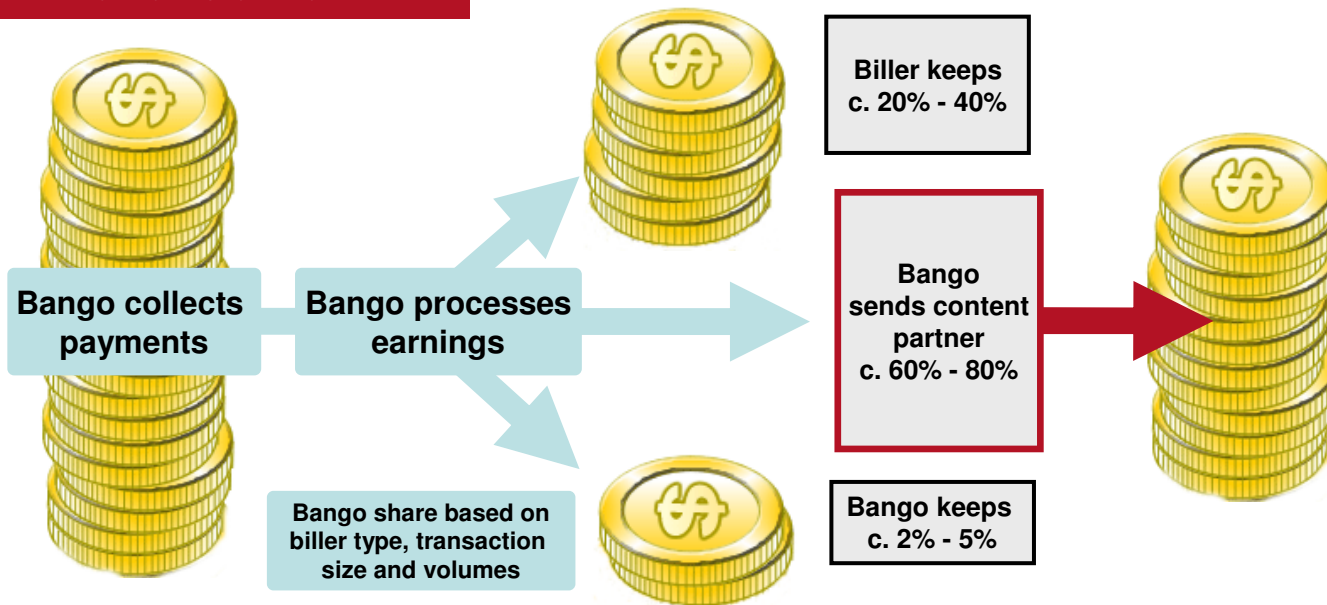 Biller keeps
c. 20% - 40%
Bango collects
payments
Bango processes
earnings
Bango
sends content
partner
c. 60% - 80%
Bango share based on
biller type, transaction
size and volumes
Bango keeps
c. 2% - 5%